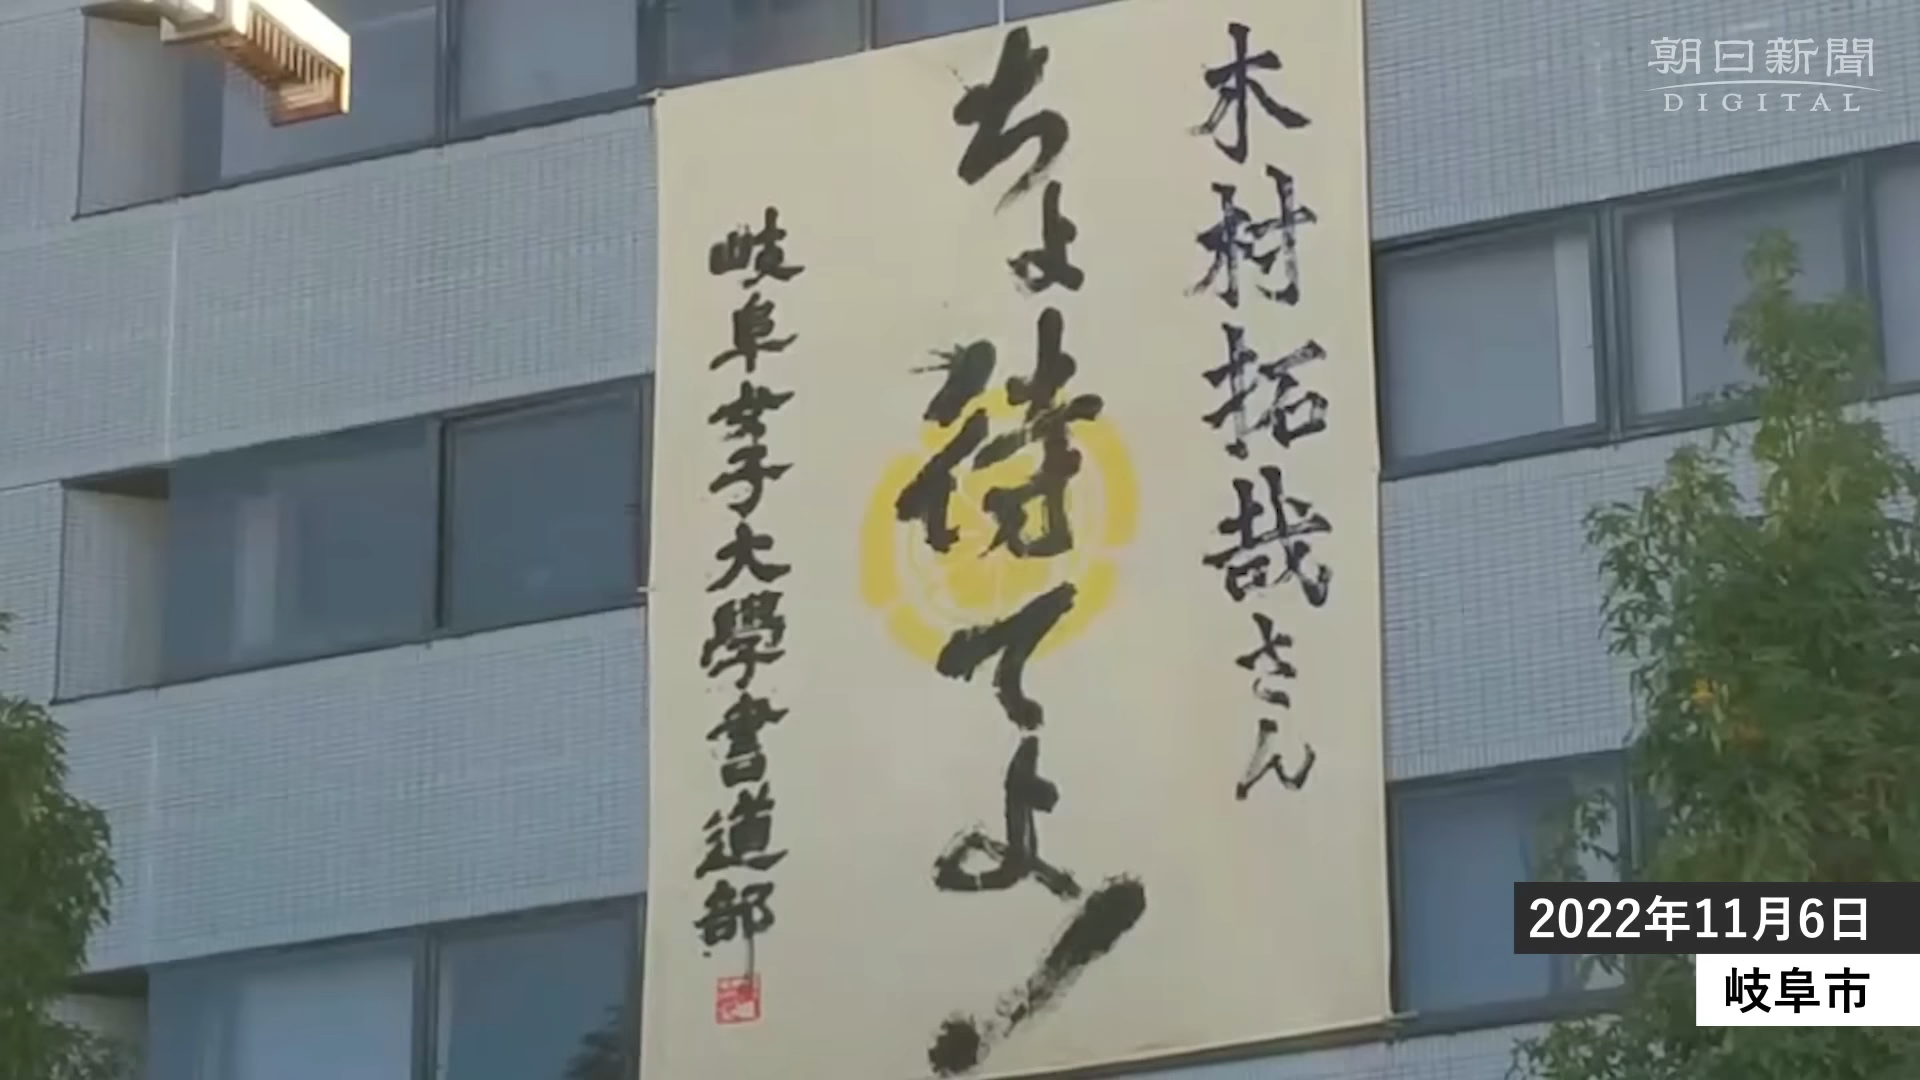 木村拓哉さん
ちょ待てよ!
岐阜女子大學書道部
朝日新聞
DIGITAL
2022年11月6日
岐阜市